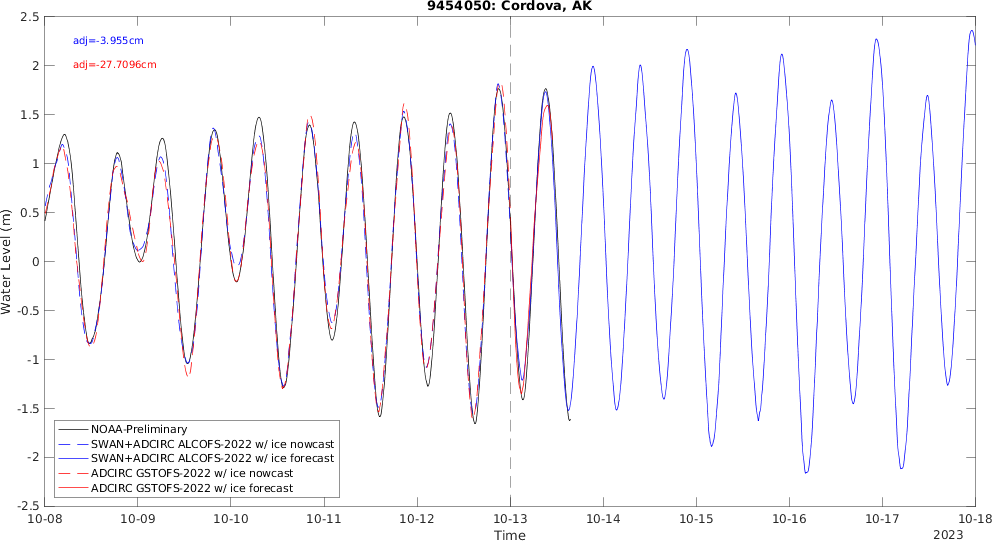 9454050: Cordova, AK
adj=-3.955cm
adj=-27.7096cm
Water Level (m)
2.5
2
1.5
1
0.5
0
-0.5
-1
-1.5
-2
-2.5
NOAA-Preliminary
SWAN+ADCIRC ALCOFS-2022 w/ ice nowcast
SWAN+ADCIRC ALCOFS-2022 w/ ice forecast
ADCIRC GSTOFS-2022 w/ ice nowcast
ADCIRC GSTOFS-2022 w/ ice forecast
10-08 10-09 10-10 10-11 10-12 10-13 10-14 10-15 10-16 10-17 10-18
Time
2023